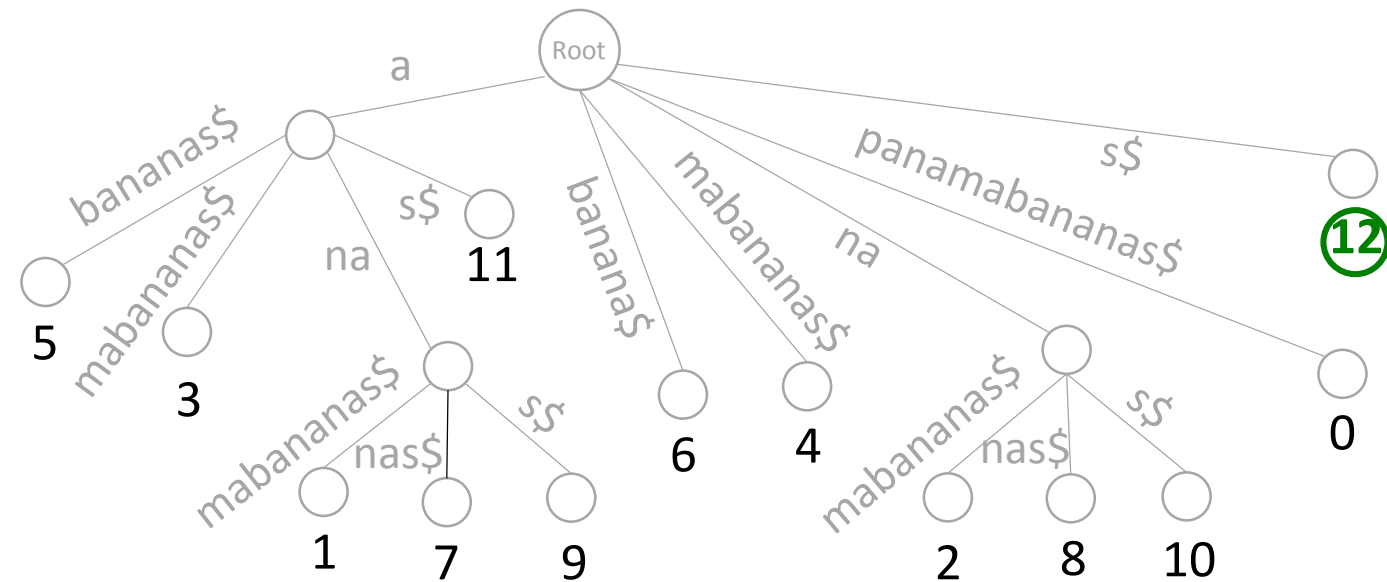 Root
a
s$
bananas$
mabananas$
na
s$
11
banana$
mabananas$
na
panamabananas$
12
5
3
mabananas$
nas$
s$
6
4
mabananas$
nas$
s$
0
1
7
9
2
8
10